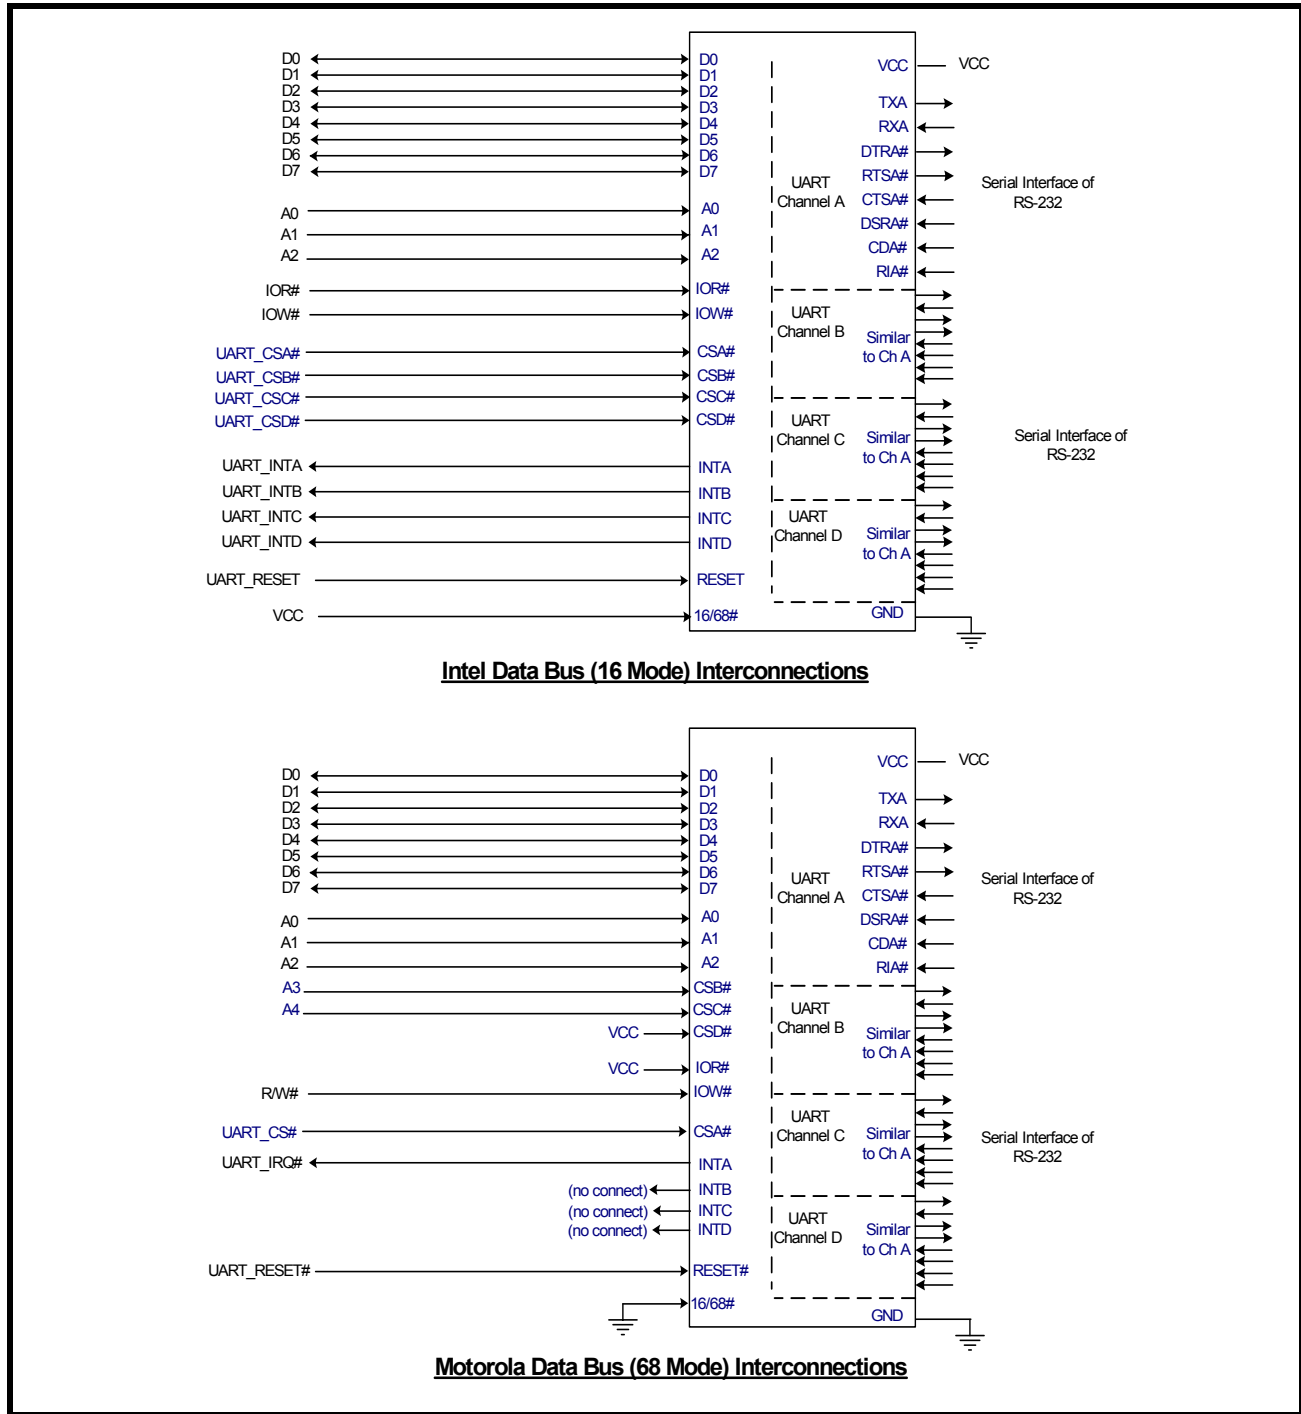 D0 D0
D1 D1
D2 D2
D3 D3
D4 D4
D5 D5
D6 D6
D7 D7
A0 A0
A1 A1
A2 A2
IOR# IOR#
IOW# IOW#
UART_CSA# CSA#
UART_CSB# CSB#
UART_CSC# CSC#
UART_CSD# CSD#
UART_INTA INTA
UART_INTB INTB
UART_INTC INTC
UART_INTD INTD
UART_RESET RESET
VCC 16/68#
UART
Channel A
VCC VCC
TXA
RXA
DTRA#
RTSA#
CTSA#
DSRA#
CDA#
RIA#
Serial Interface of
RS-232
UART
Channel B
Similar
to Ch A
UART
Channel C
Similar
to Ch A
Serial Interface of
RS-232
UART
Channel D
Similar
to Ch A
GND
Intel Data Bus (16 Mode) Interconnections
D0 D0
D1 D1
D2 D2
D3 D3
D4 D4
D5 D5
D6 D6
D7 D7
A0 A0
A1 A1
A2 A2
A3 CSB#
A4 CSC#
VCC CSD#
VCC IOR#
R/W# IOW#
UART_CS# CSA#
UART_IRQ# INTA
(no connect) INTB
(no connect) INTC
(no connect) INTD
UART_RESET# RESET#
16/68#
UART
Channel A
VCC VCC
TXA
RXA
DTRA#
RTSA#
CTSA#
DSRA#
CDA#
RIA#
Serial Interface of
RS-232
UART
Channel B
Similar
to Ch A
UART
Channel C
Similar
to Ch A
Serial Interface of
RS-232
UART
Channel D
Similar
to Ch A
GND
Motorola Data Bus (68 Mode) Interconnections